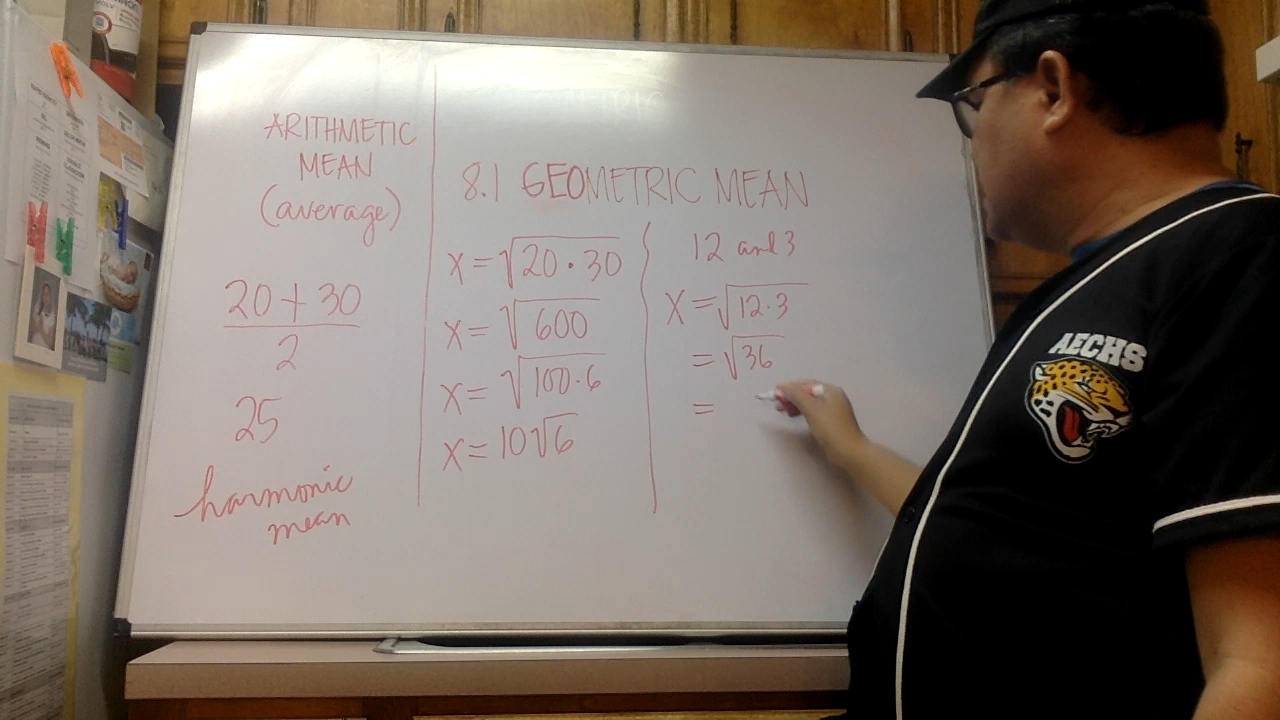 ARITHMETIC
MEAN
(average)
20 + 30
2
25
harmonic
mean
8.1 GEOMETRIC MEAN
x = √20 · 30
x = √600
x = √100 · 6
x = 10√6
12 and 3
x = √12 · 3
= √36
=
AECHS